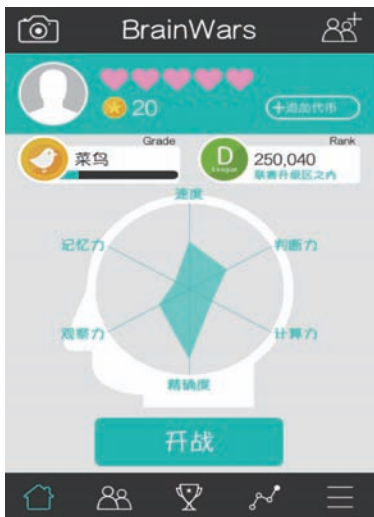 BrainWars
20
+追加代币
Grade
菜鸟
Rank
D
League
250,040
联赛升级区之内
速度
记忆力
判断力
观察力
计算力
精确度
开战